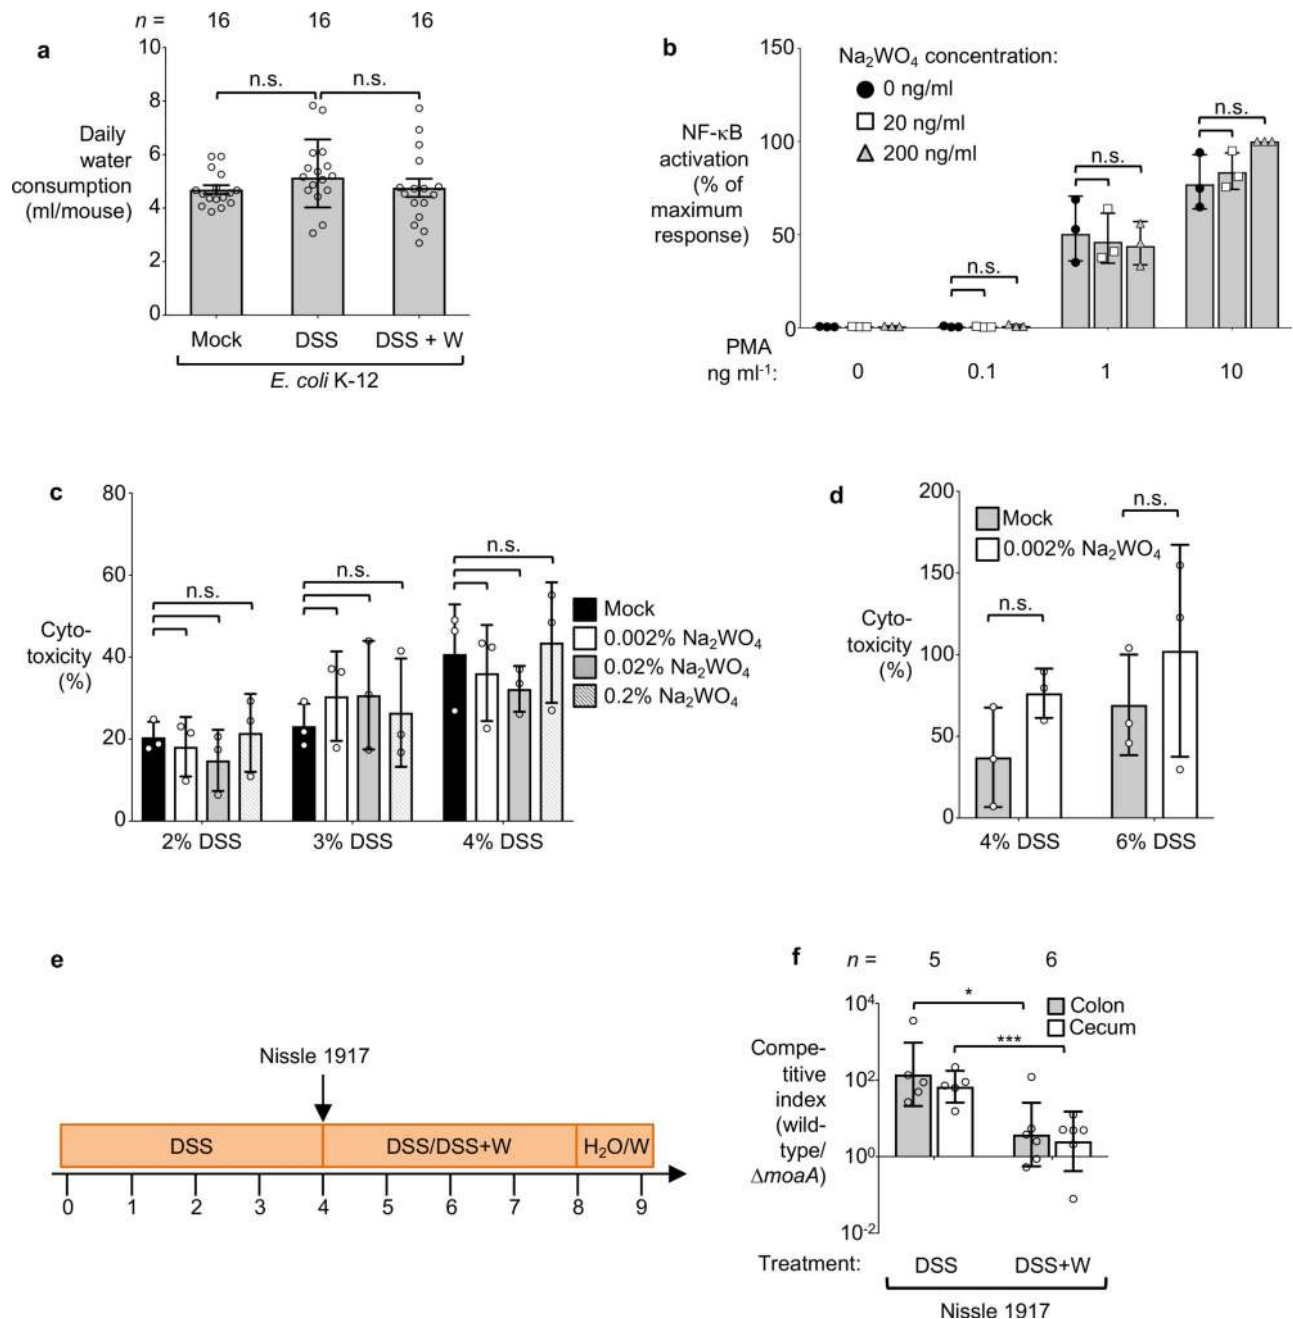 n = 16 16 16
a
10
8
6
4
2
0
n.s. n.s.
Daily
water
consumption
(ml/mouse)
Mock DSS DSS + W
E. coli K-12
b
150
100
50
0
Na₂WO₄ concentration:
0 ng/ml
20 ng/ml
200 ng/ml
NF-κB
activation
(% of
maximum
response)
n.s.
n.s.
n.s.
PMA
ng ml⁻¹: 0 0.1 1 10
c
80
60
40
20
0
Cyto-
toxicity
(%)
n.s.
n.s.
n.s.
Mock
0.002% Na₂WO₄
0.02% Na₂WO₄
0.2% Na₂WO₄
2% DSS 3% DSS 4% DSS
d
200
150
100
50
0
Mock
0.002% Na₂WO₄
n.s.
n.s.
Cyto-
toxicity
(%)
4% DSS 6% DSS
e
Nissle 1917
DSS DSS/DSS+W H₂O/W
0 1 2 3 4 5 6 7 8 9
f
n = 5 6
10⁴
10²
10⁰
10⁻²
*
***
Colon
Cecum
Compe-
titive
index
(wild-
type/
ΔmoaA)
Treatment: DSS DSS+W
Nissle 1917